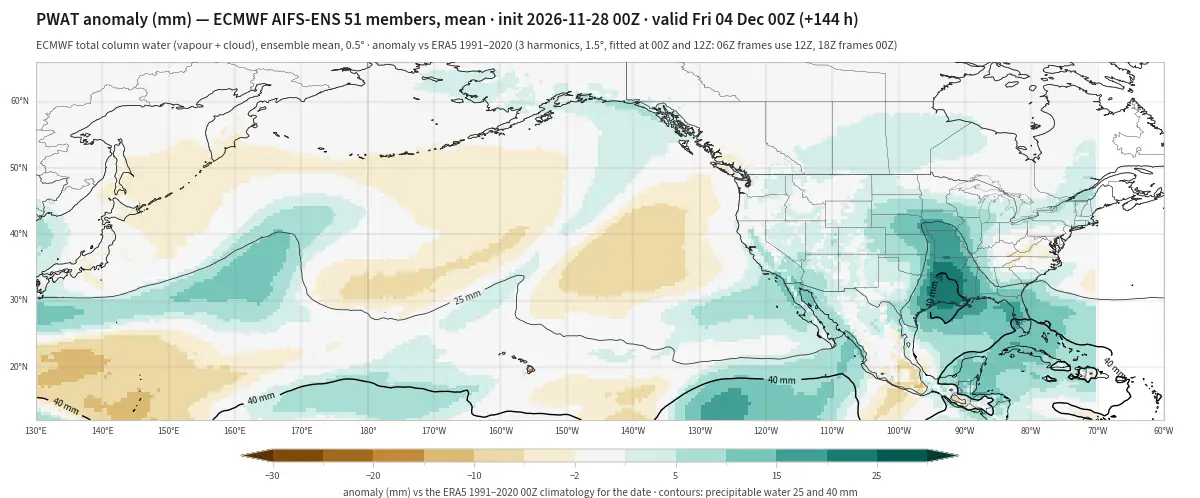 PWAT anomaly (mm) — ECMWF AIFS-ENS 51 members, mean · init 2026-11-28 00Z · valid Fri 04 Dec 00Z (+144 h)
ECMWF total column water (vapour + cloud), ensemble mean, 0.5° · anomaly vs ERA5 1991–2020 (3 harmonics, 1.5°, fitted at 00Z and 12Z: 06Z frames use 12Z, 18Z frames 00Z)
60°N
50°N
40°N
30°N
20°N
25 mm
40 mm
40 mm
40 mm
40 mm
40 mm
130°E 140°E 150°E 160°E 170°E 180° 170°W 160°W 150°W 140°W 130°W 120°W 110°W 100°W 90°W 80°W 70°W 60°W
−30 −20 −10 −2 5 15 25
anomaly (mm) vs the ERA5 1991–2020 00Z climatology for the date · contours: precipitable water 25 and 40 mm